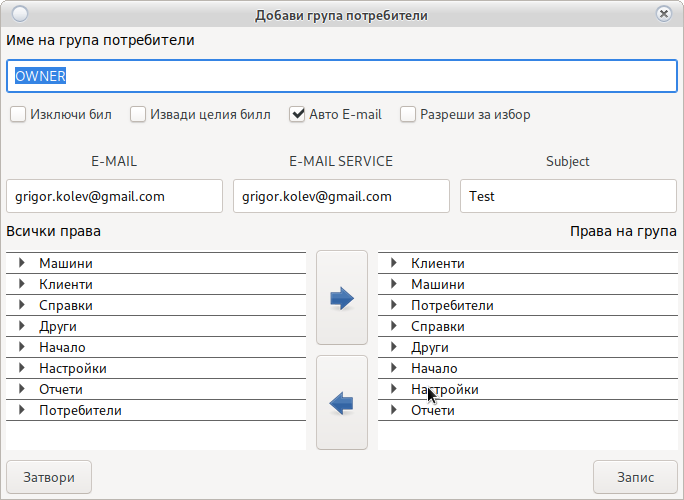 Добави група потребители
Име на група потребители
OWNER
Изключи бил Извади целия билл Авто E-mail Разреши за избор
E-MAIL E-MAIL SERVICE Subject
grigor.kolev@gmail.com grigor.kolev@gmail.com Test
Всички права Права на група
Машини Клиенти
Клиенти Машини
Справки Потребители
Други Справки
Начало Други
Настройки Начало
Отчети Настройки
Потребители Отчети
Затвори Запис